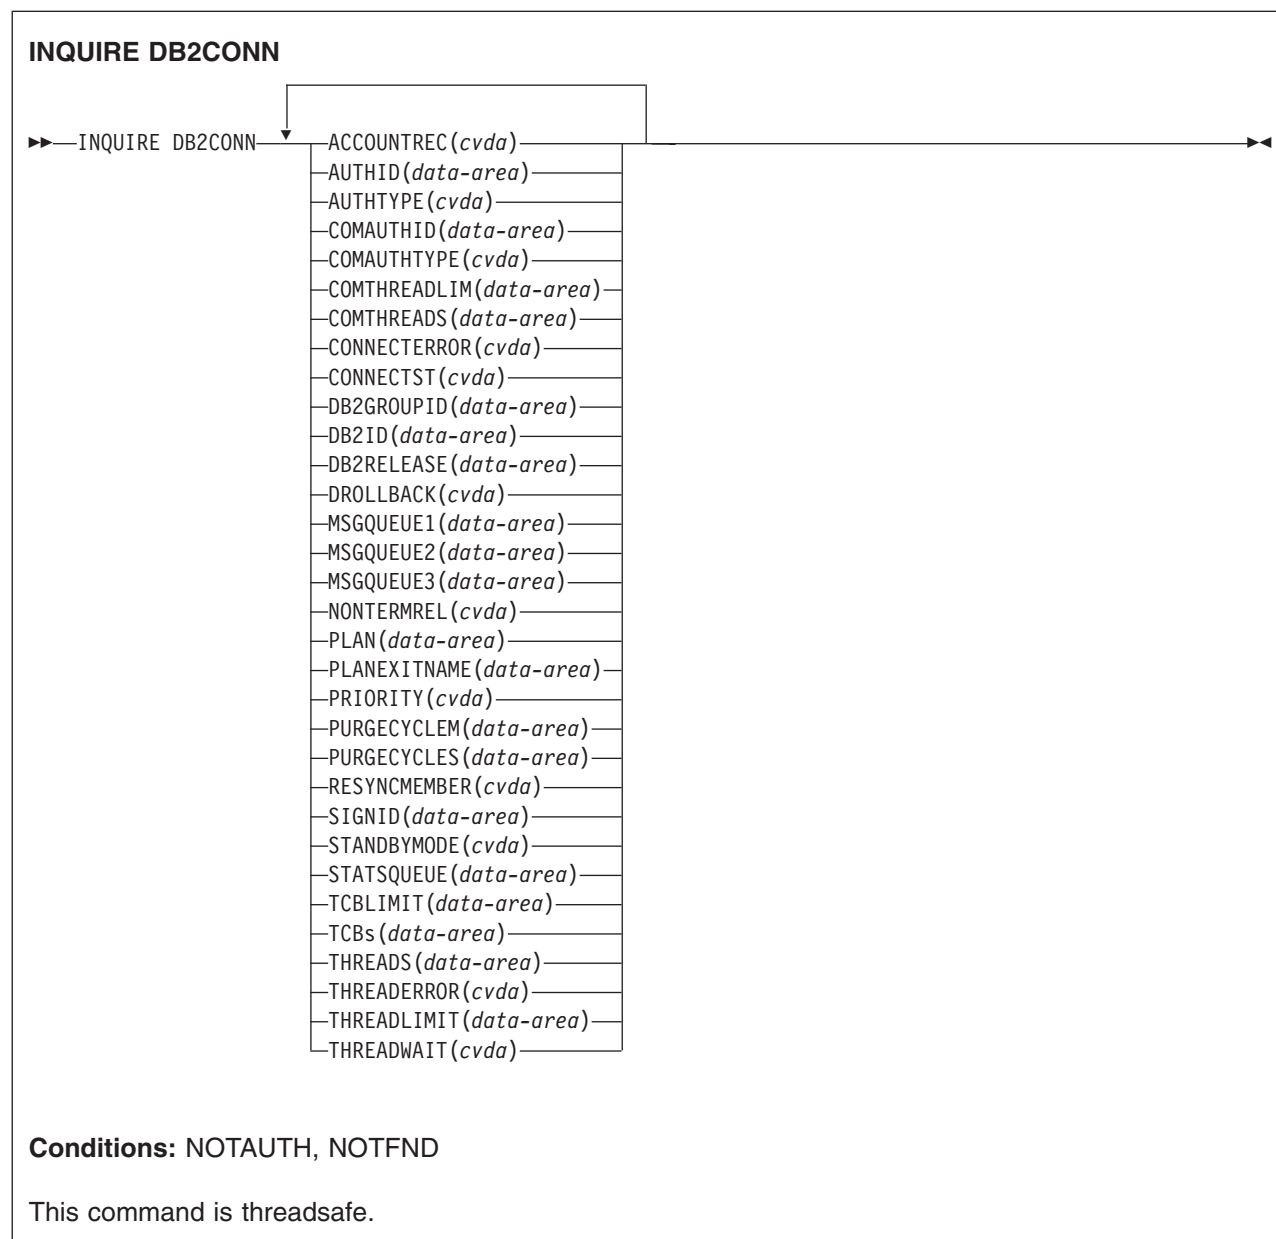 INQUIRE DB2CONN
INQUIRE DB2CONN ACCOUNTREC(cvda)
AUTHID(data-area)
AUTHTYPE(cvda)
COMAUTHID(data-area)
COMAUTHTYPE(cvda)
COMTHREADLIM(data-area)
COMTHREADS(data-area)
CONNECTERROR(cvda)
CONNECTST(cvda)
DB2GROUPID(data-area)
DB2ID(data-area)
DB2RELEASE(data-area)
DROLLBACK(cvda)
MSGQUEUE1(data-area)
MSGQUEUE2(data-area)
MSGQUEUE3(data-area)
NONTERMREL(cvda)
PLAN(data-area)
PLANEXITNAME(data-area)
PRIORITY(cvda)
PURGECYCLEM(data-area)
PURGECYCLES(data-area)
RESYNCMEMBER(cvda)
SIGNID(data-area)
STANDBYMODE(cvda)
STATSQUEUE(data-area)
TCBLIMIT(data-area)
TCBs(data-area)
THREADS(data-area)
THREADERROR(cvda)
THREADLIMIT(data-area)
THREADWAIT(cvda)
Conditions: NOTAUTH, NOTFND
This command is threadsafe.